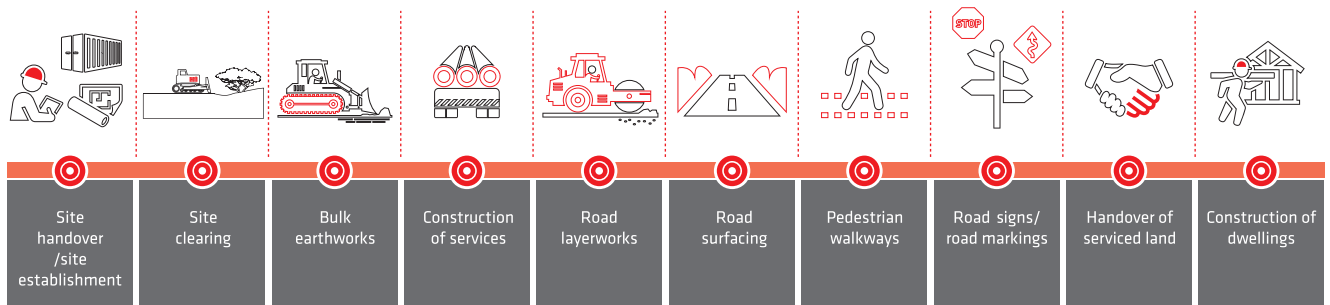 STOP
Site
handover
/site
establishment
Site
clearing
Bulk
earthworks
Construction
of services
Road
layerworks
Road
surfacing
Pedestrian
walkways
Road signs/
road markings
Handover of
serviced land
Construction of
dwellings